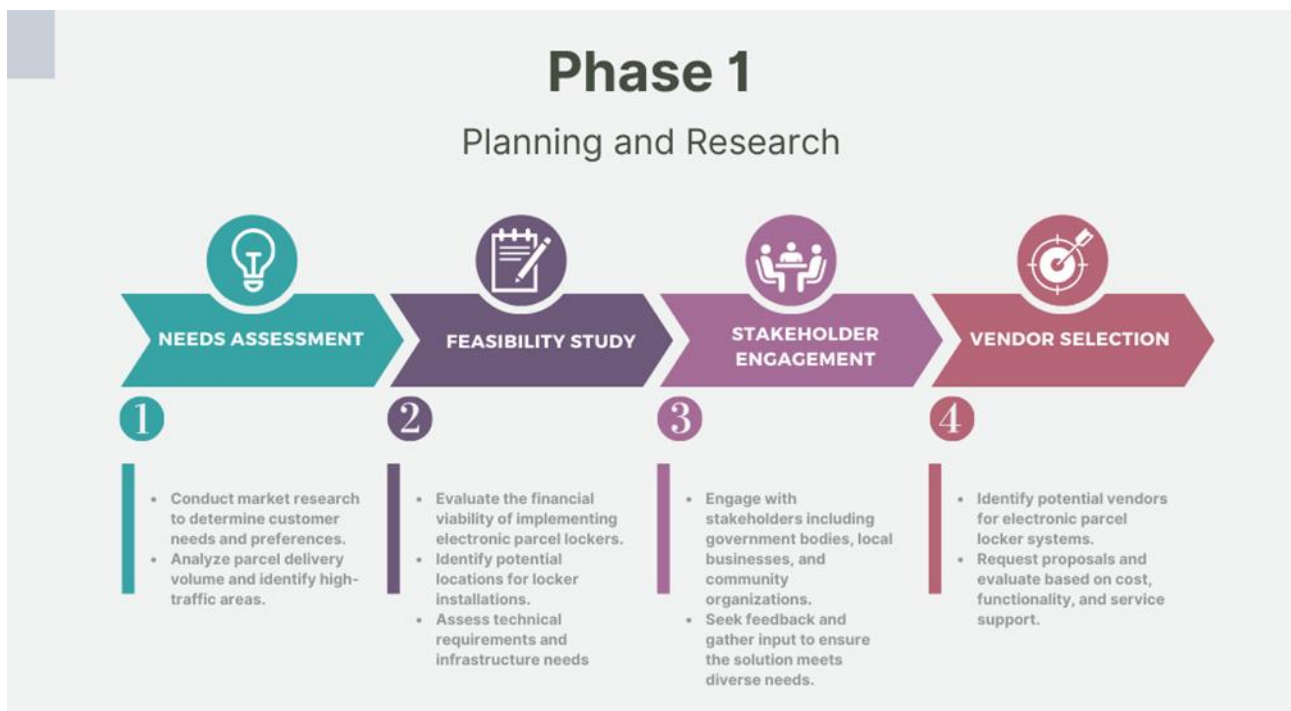 Phase 1
Planning and Research
NEEDS ASSESSMENT
FEASIBILITY STUDY
STAKEHOLDER
ENGAGEMENT
VENDOR SELECTION
1
• Conduct market research
to determine customer
needs and preferences.
• Analyze parcel delivery
volume and identify high-
traffic areas.
2
• Evaluate the financial
viability of implementing
electronic parcel lockers.
• Identify potential
locations for locker
installations.
• Assess technical
requirements and
infrastructure needs
3
• Engage with
stakeholders including
government bodies, local
businesses, and
community
organizations.
• Seek feedback and
gather input to ensure
the solution meets
diverse needs.
4
• Identify potential vendors
for electronic parcel
locker systems.
• Request proposals and
evaluate based on cost,
functionality, and service
support.